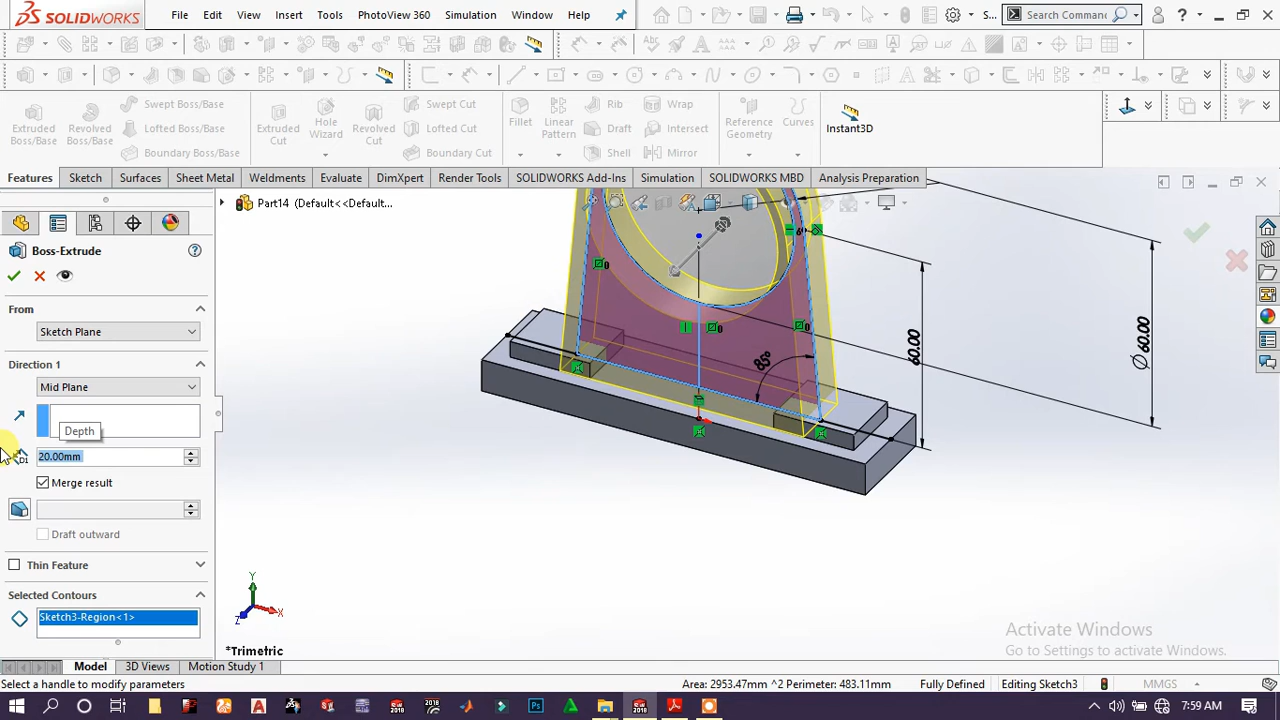 SOLIDWORKS File Edit View Insert Tools PhotoView 360 Simulation Window Help S... Search Comman ?
Extruded Boss/Base
Revolved Boss/Base
Swept Boss/Base
Lofted Boss/Base
Boundary Boss/Base
Extruded Cut
Hole Wizard
Revolved Cut
Swept Cut
Lofted Cut
Boundary Cut
Fillet
Linear Pattern
Rib
Draft
Shell
Wrap
Intersect
Mirror
Reference Geometry
Curves
Instant3D
Features Sketch Surfaces Sheet Metal Weldments Evaluate DimXpert Render Tools SOLIDWORKS Add-Ins Simulation SOLIDWORKS MBD Analysis Preparation
Part14 (Default<<Default...
Boss-Extrude
From
Sketch Plane
Direction 1
Mid Plane
Depth
20.00mm
Merge result
Draft outward
Thin Feature
Selected Contours
Sketch3-Region<1>
60.00
Ø60.00
85°
Y
X
Z
*Trimetric
Activate Windows
Go to Settings to activate Windows.
Model 3D Views Motion Study 1
Select a handle to modify parameters Area: 2953.47mm ^2 Perimeter: 483.11mm Fully Defined Editing Sketch3 MMGS
7:59 AM